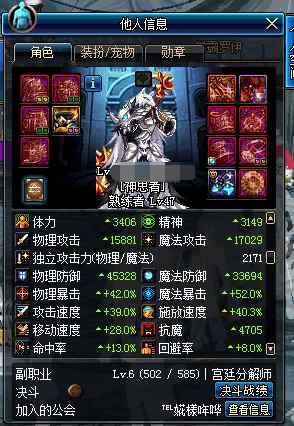 他人信息
角色 装扮/宠物 勋章
Lv
[神思者]
熟练者 Lv47
体力 3406 精神 3149
物理攻击 15881 魔法攻击 17029
独立攻击力(物理/魔法) 2171
物理防御 45328 魔法防御 33694
物理暴击 +42.0% 魔法暴击 +52.0%
攻击速度 +39.0% 施放速度 +40.3%
移动速度 +28.0% 抗魔 4705
命中率 +13.0% 回避率 +8.0%
副职业 Lv.6 (502 / 585) | 宫廷分解师
决斗 决斗战绩
加入的公会 查看信息